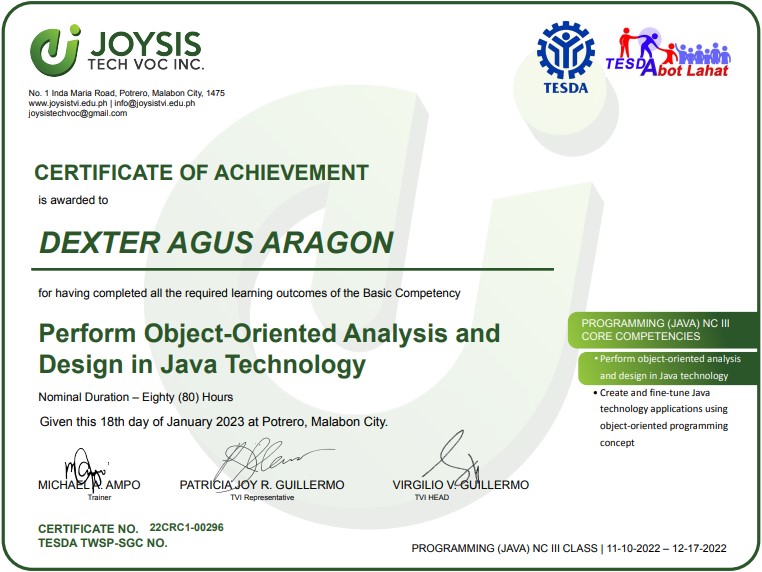 JOYSIS
TECH VOC INC.
No. 1 Inda Maria Road, Potrero, Malabon City, 1475
www.joysistvi.edu.ph | info@joysistvi.edu.ph
joysistechvoc@gmail.com
TESDA
TESDAbot Lahat
CERTIFICATE OF ACHIEVEMENT
is awarded to
DEXTER AGUS ARAGON
for having completed all the required learning outcomes of the Basic Competency
Perform Object-Oriented Analysis and
Design in Java Technology
Nominal Duration – Eighty (80) Hours
Given this 18th day of January 2023 at Potrero, Malabon City.
PROGRAMMING (JAVA) NC III
CORE COMPETENCIES
• Perform object-oriented analysis
and design in Java technology
• Create and fine-tune Java
technology applications using
object-oriented programming
concept
MICHAEL A. AMPO
Trainer
PATRICIA JOY R. GUILLERMO
TVI Representative
VIRGILIO V. GUILLERMO
TVI HEAD
CERTIFICATE NO. 22CRC1-00296
TESDA TWSP-SGC NO.
PROGRAMMING (JAVA) NC III CLASS | 11-10-2022 – 12-17-2022